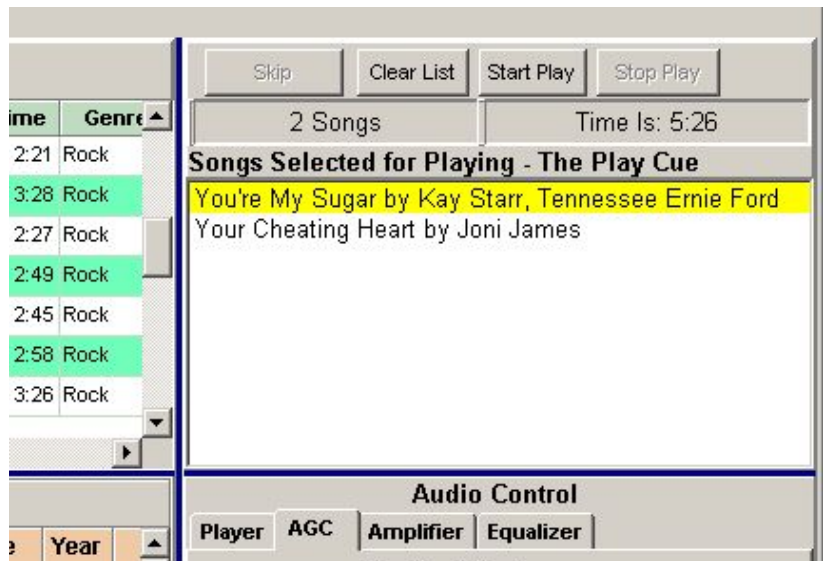 Skip Clear List Start Play Stop Play
2 Songs Time Is: 5:26
Songs Selected for Playing - The Play Cue
You're My Sugar by Kay Starr, Tennessee Ernie Ford
Your Cheating Heart by Joni James
Genre
2:21 Rock
3:28 Rock
2:27 Rock
2:49 Rock
2:45 Rock
2:58 Rock
3:26 Rock
Audio Control
Player AGC Amplifier Equalizer
Year